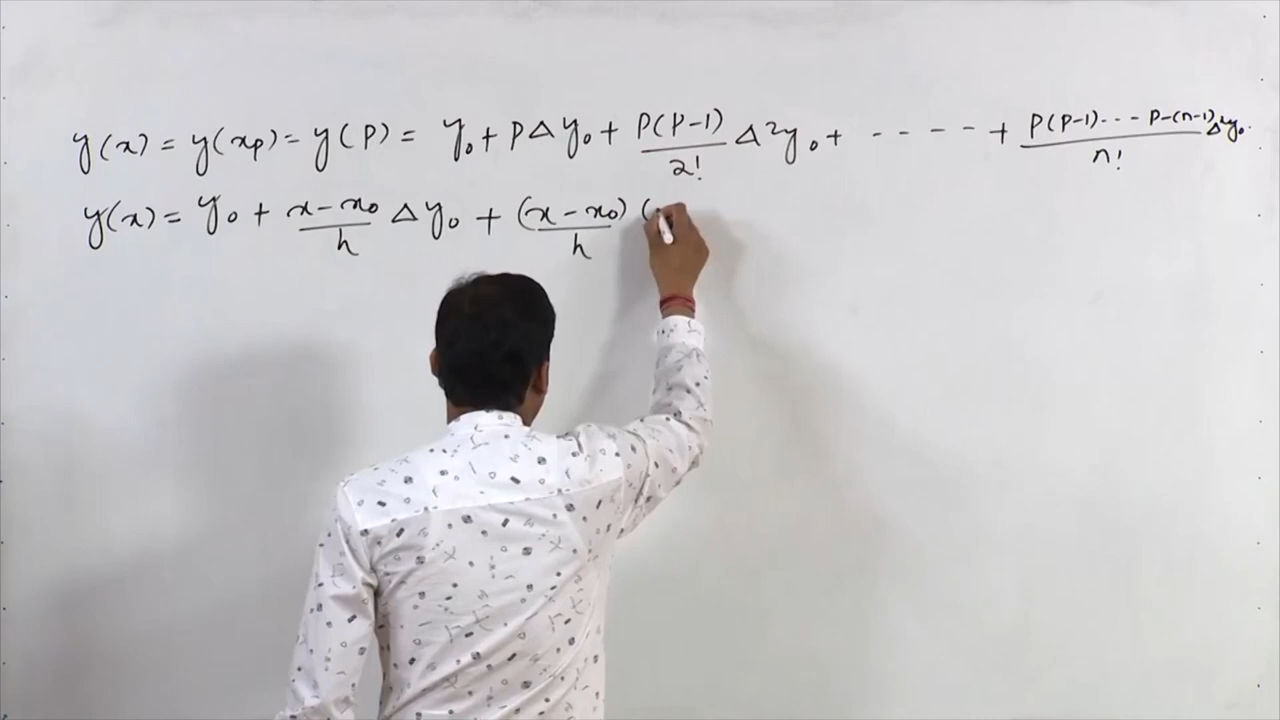 y(x) = y(xp) = y(p) = y₀ + pΔy₀ + p(p-1)/2! Δ²y₀ + ----- + p(p-1)--- p-(n-1)/n! Δⁿy₀.
y(x) = y₀ + x-x₀/h Δy₀ + (x-x₀)/h (